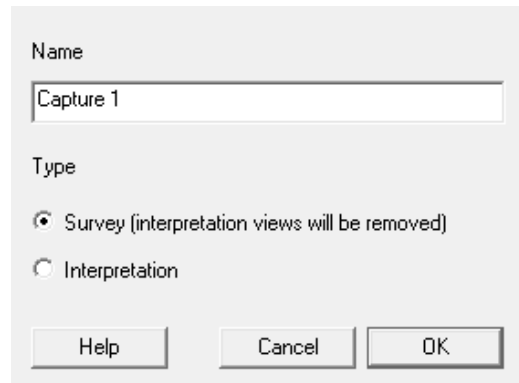 Name
Capture 1
Type
Survey (interpretation views will be removed)
Interpretation
Help Cancel OK